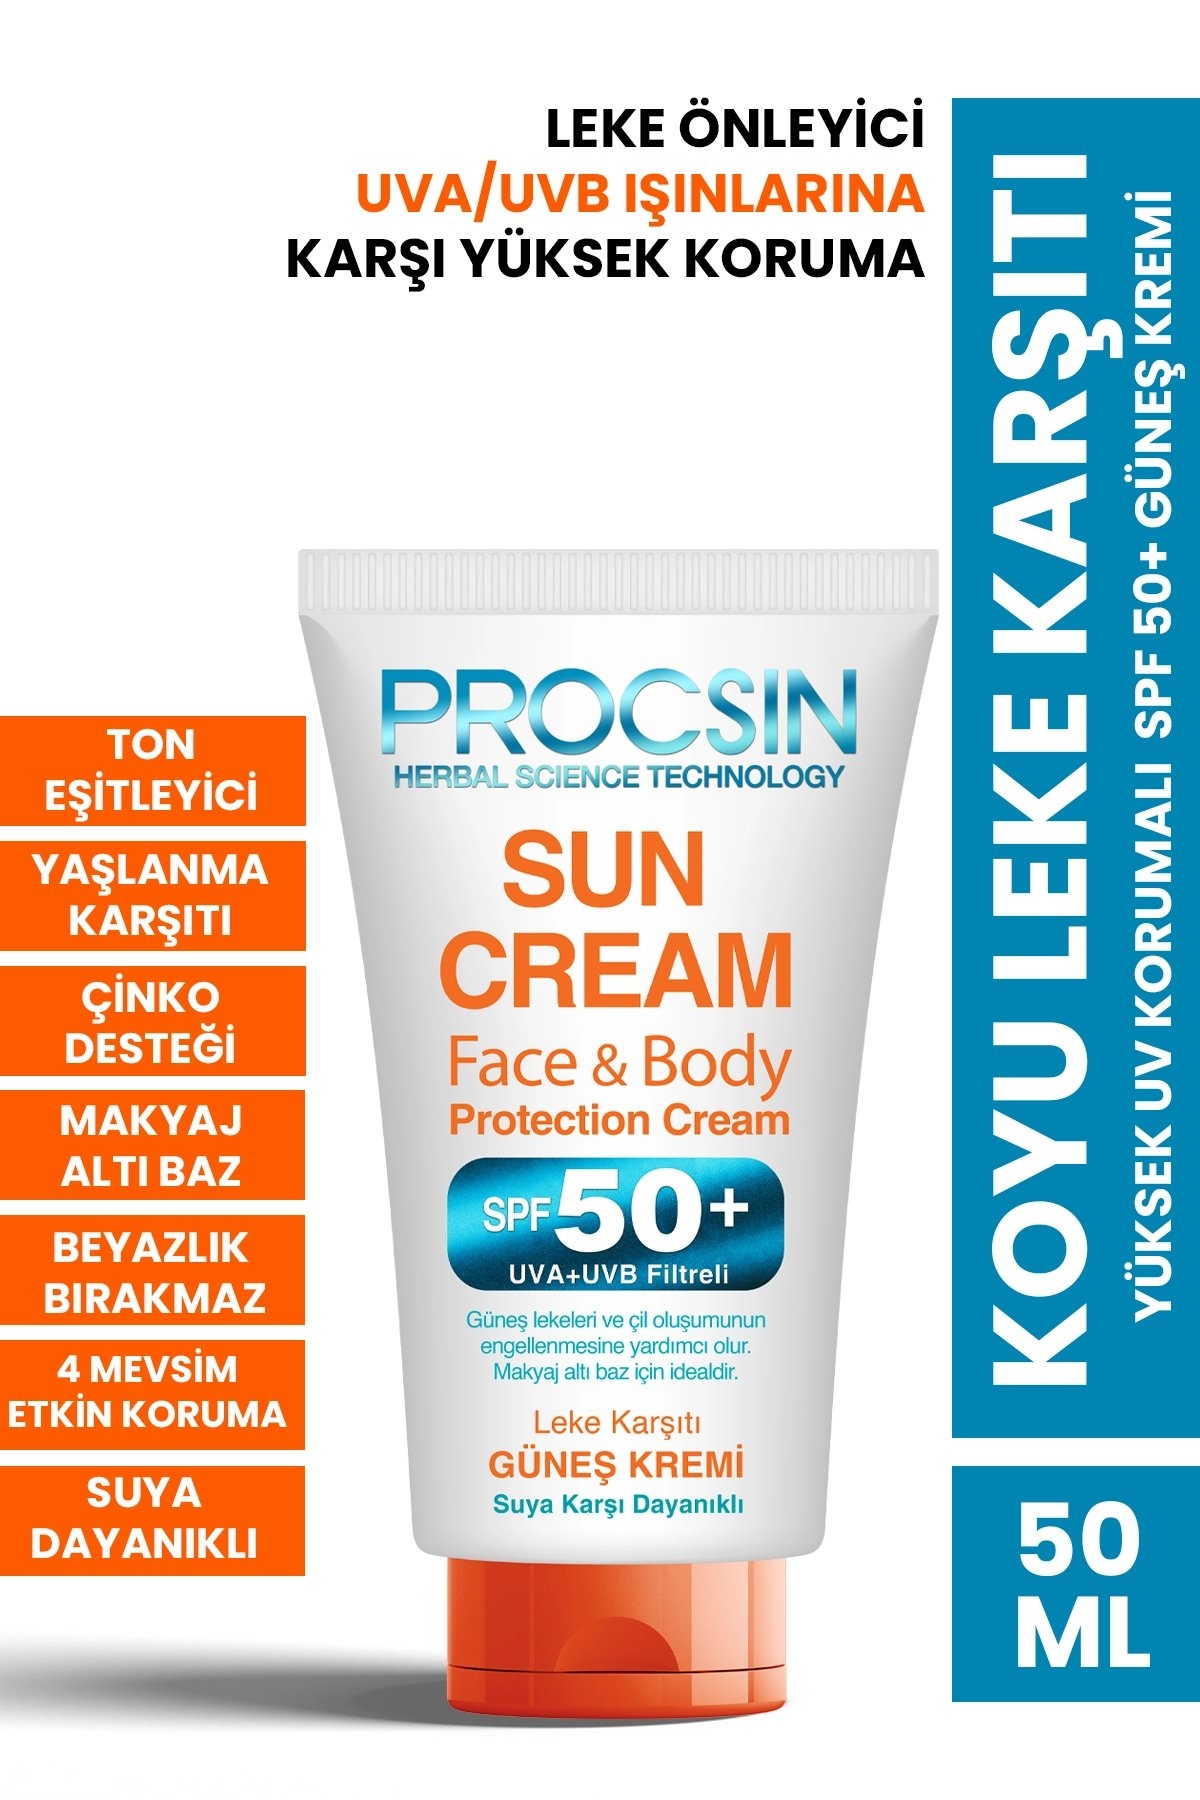 LEKE ÖNLEYİCİ
UVA/UVB IŞINLARINA
KARŞI YÜKSEK KORUMA
KOYU LEKE KARŞITI
YÜKSEK UV KORUMALI SPF 50+ GÜNEŞ KREMİ
50
ML
TON
EŞİTLEYİCİ
YAŞLANMA
KARŞITI
ÇİNKO
DESTEĞİ
MAKYAJ
ALTI BAZ
BEYAZLIK
BIRAKMAZ
4 MEVSİM
ETKİN KORUMA
SUYA
DAYANIKLI
PROCSIN
HERBAL SCIENCE TECHNOLOGY
SUN
CREAM
Face & Body
Protection Cream
SPF 50+
UVA+UVB Filtreli
Güneş lekeleri ve çil oluşumunun
engellenmesine yardımcı olur.
Makyaj altı baz için idealdir.
Leke Karşıtı
GÜNEŞ KREMİ
Suya Karşı Dayanıklı